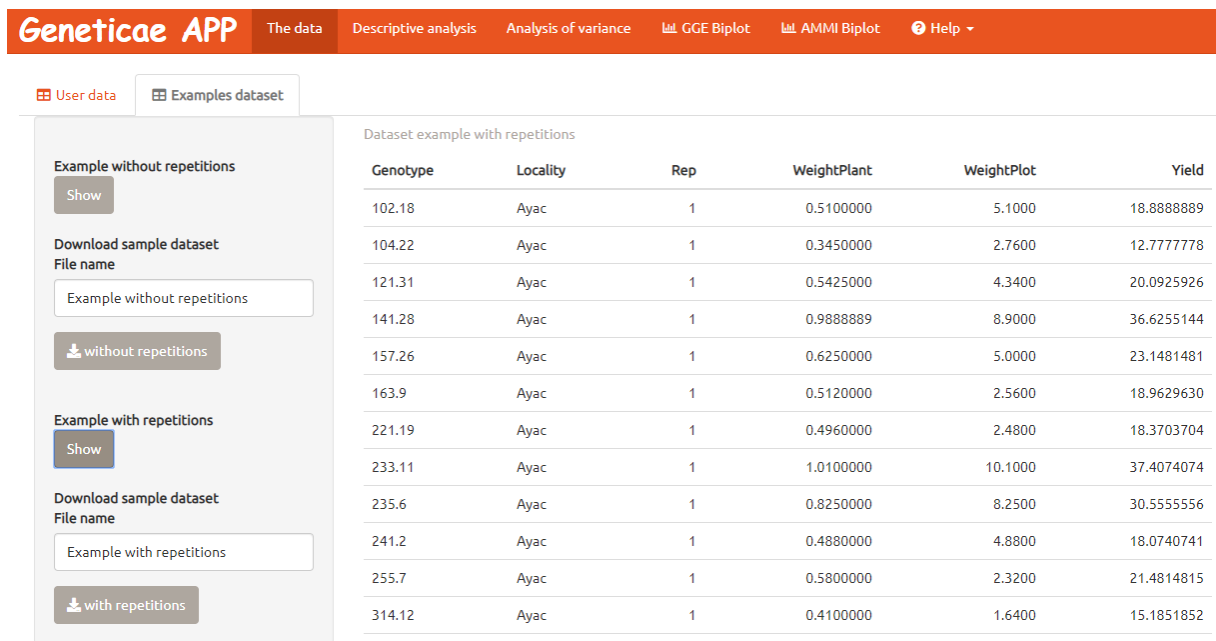 Geneticae APP The data Descriptive analysis Analysis of variance GGE Biplot AMMI Biplot Help
User data Examples dataset
Example without repetitions
Show
Download sample dataset
File name
Example without repetitions
without repetitions
Example with repetitions
Show
Download sample dataset
File name
Example with repetitions
with repetitions
Dataset example with repetitions
Genotype Locality Rep WeightPlant WeightPlot Yield
102.18 Ayac 1 0.5100000 5.1000 18.8888889
104.22 Ayac 1 0.3450000 2.7600 12.7777778
121.31 Ayac 1 0.5425000 4.3400 20.0925926
141.28 Ayac 1 0.9888889 8.9000 36.6255144
157.26 Ayac 1 0.6250000 5.0000 23.1481481
163.9 Ayac 1 0.5120000 2.5600 18.9629630
221.19 Ayac 1 0.4960000 2.4800 18.3703704
233.11 Ayac 1 1.0100000 10.1000 37.4074074
235.6 Ayac 1 0.8250000 8.2500 30.5555556
241.2 Ayac 1 0.4880000 4.8800 18.0740741
255.7 Ayac 1 0.5800000 2.3200 21.4814815
314.12 Ayac 1 0.4100000 1.6400 15.1851852